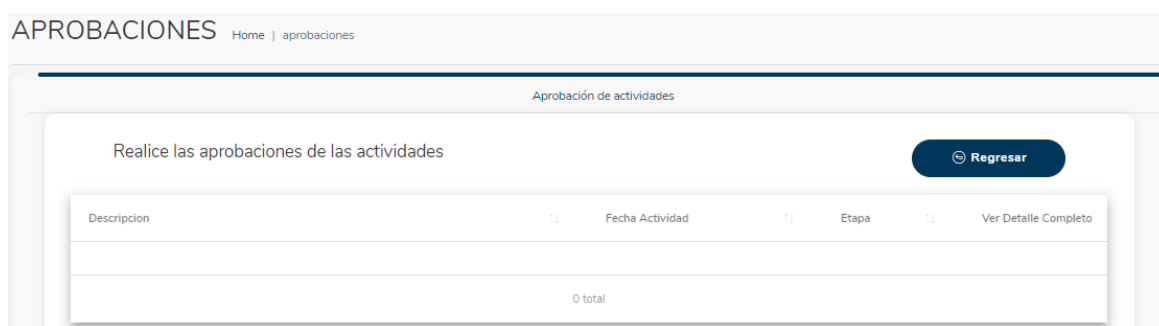 APROBACIONES Home | aprobaciones
Aprobación de actividades
Realice las aprobaciones de las actividades
Regresar
Descripcion Fecha Actividad Etapa Ver Detalle Completo
0 total